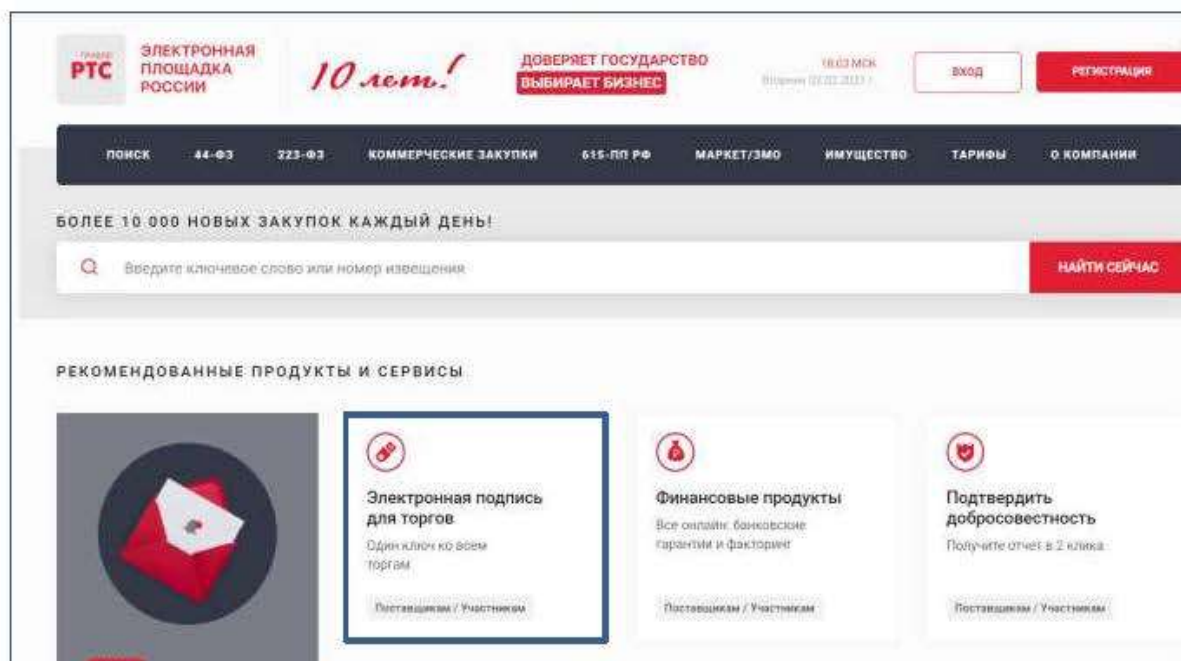 РТС
ЭЛЕКТРОННАЯ
ПЛОЩАДКА
РОССИИ
10 лет!
ДОВЕРЯЕТ ГОСУДАРСТВО
ВЫБИРАЕТ БИЗНЕС
18:03 МСК
ВХОД
РЕГИСТРАЦИЯ
ПОИСК 44-ФЗ 223-ФЗ КОММЕРЧЕСКИЕ ЗАКУПКИ 615-ПП РФ МАРКЕТ/ЗМО ИМУЩЕСТВО ТАРИФЫ О КОМПАНИИ
БОЛЕЕ 10 000 НОВЫХ ЗАКУПОК КАЖДЫЙ ДЕНЬ!
Введите ключевое слово или номер извещения
НАЙТИ СЕЙЧАС
РЕКОМЕНДОВАННЫЕ ПРОДУКТЫ И СЕРВИСЫ
Электронная подпись
для торгов
Один ключ ко всем
торгам
Поставщикам / Участникам
Финансовые продукты
Все онлайн: банковские
гарантии и факторинг
Поставщикам / Участникам
Подтвердить
добросовестность
Получите отчет в 2 клика
Поставщикам / Участникам